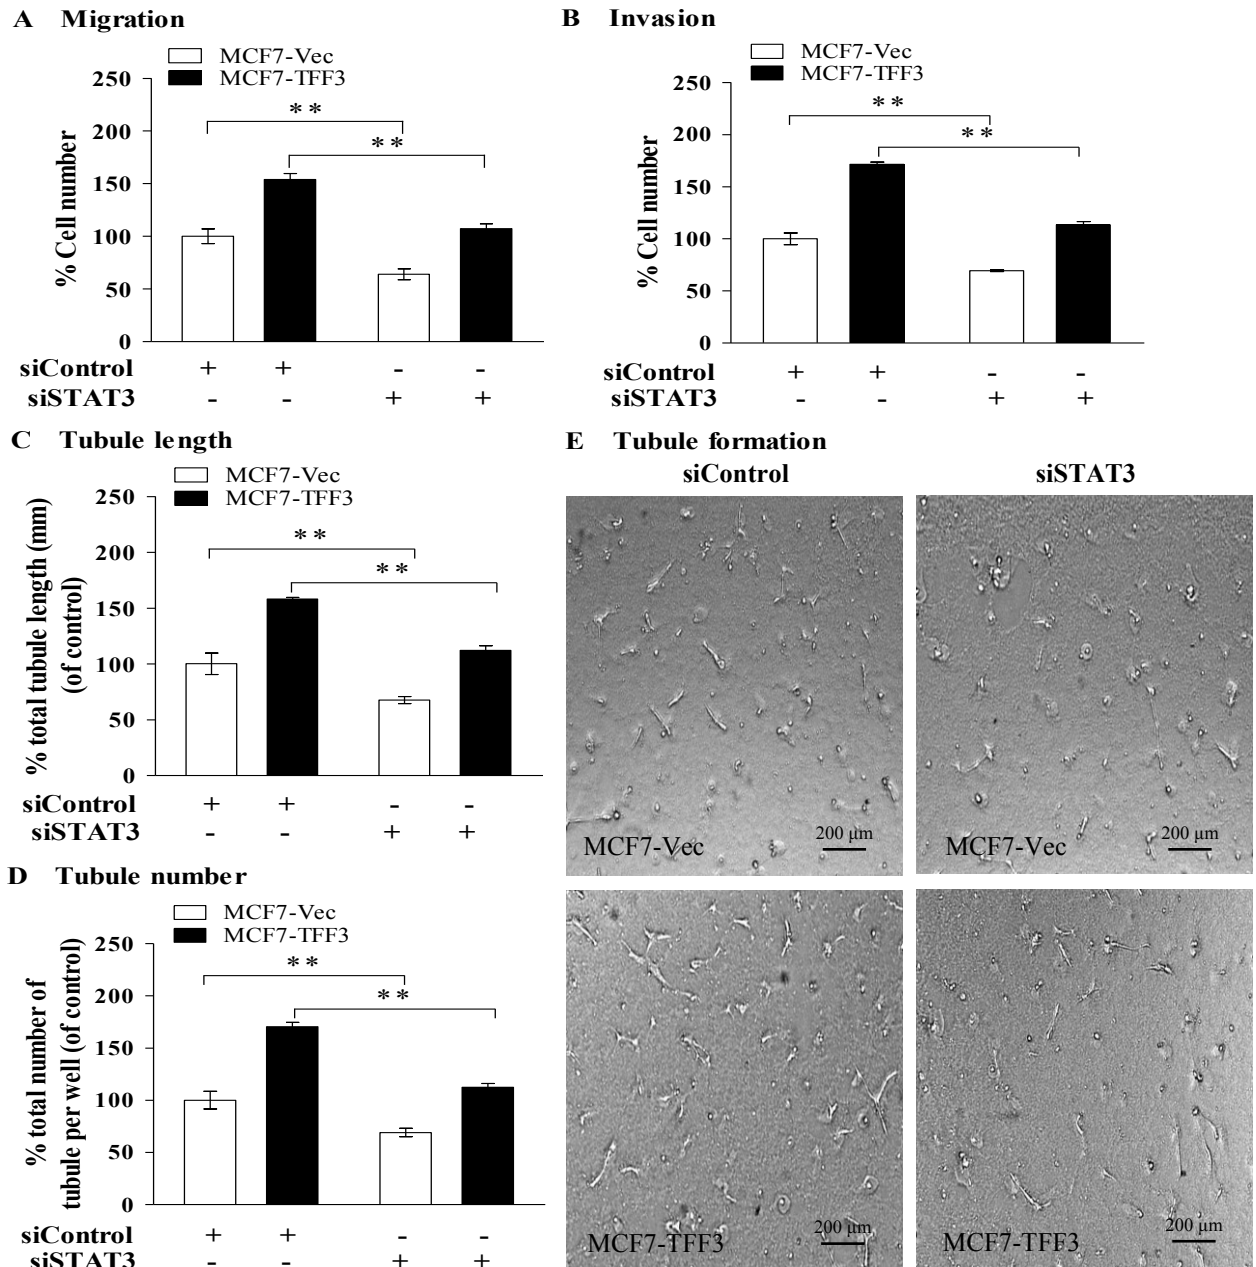 A Migration
MCF7-Vec
MCF7-TFF3
% Cell number
250
200
150
100
50
0
* *
* *
siControl + + - -
siSTAT3 - - + +
B Invasion
MCF7-Vec
MCF7-TFF3
% Cell number
250
200
150
100
50
0
* *
* *
siControl + + - -
siSTAT3 - - + +
C Tubule length
MCF7-Vec
MCF7-TFF3
% total tubule length (mm)
(of control)
250
200
150
100
50
0
* *
* *
siControl + + - -
siSTAT3 - - + +
D Tubule number
MCF7-Vec
MCF7-TFF3
% total number of
tubule per well (of control)
250
200
150
100
50
0
* *
* *
siControl + + - -
siSTAT3 - - + +
E Tubule formation
siControl siSTAT3
MCF7-Vec 200 μm
MCF7-Vec 200 μm
MCF7-TFF3 200 μm
MCF7-TFF3 200 μm